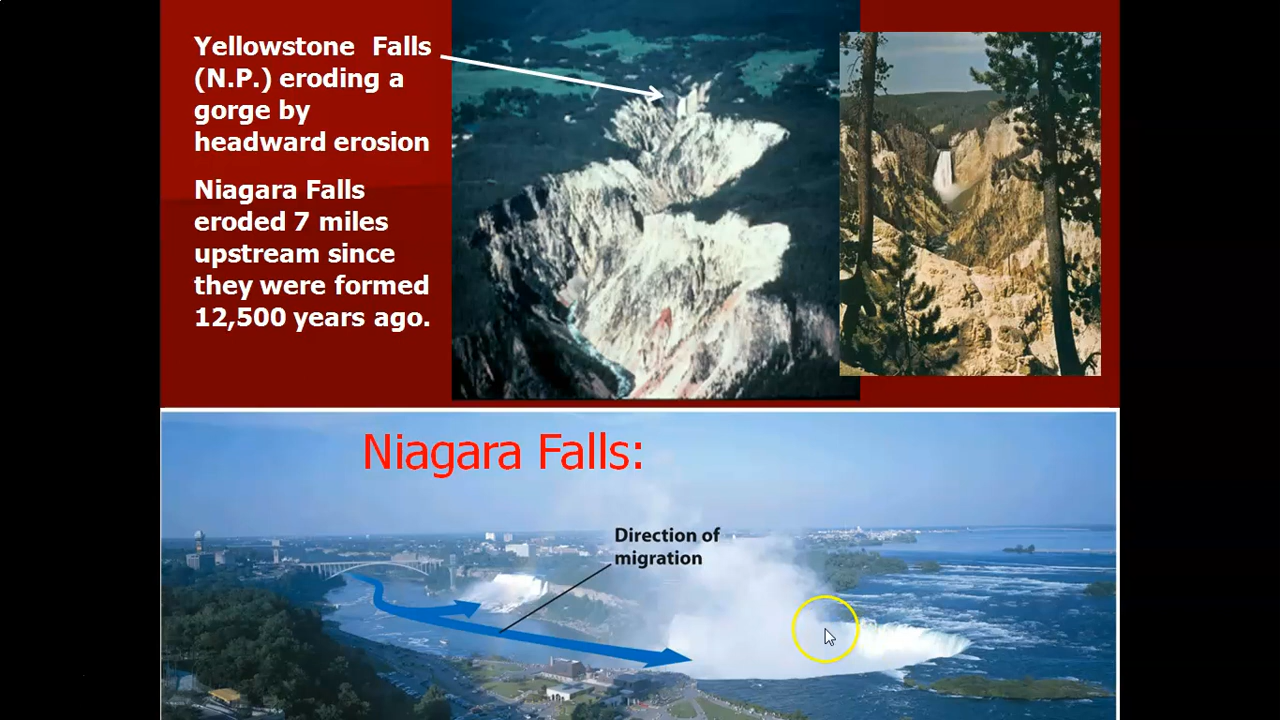 Yellowstone Falls
(N.P.) eroding a
gorge by
headward erosion
Niagara Falls
eroded 7 miles
upstream since
they were formed
12,500 years ago.
Niagara Falls:
Direction of
migration